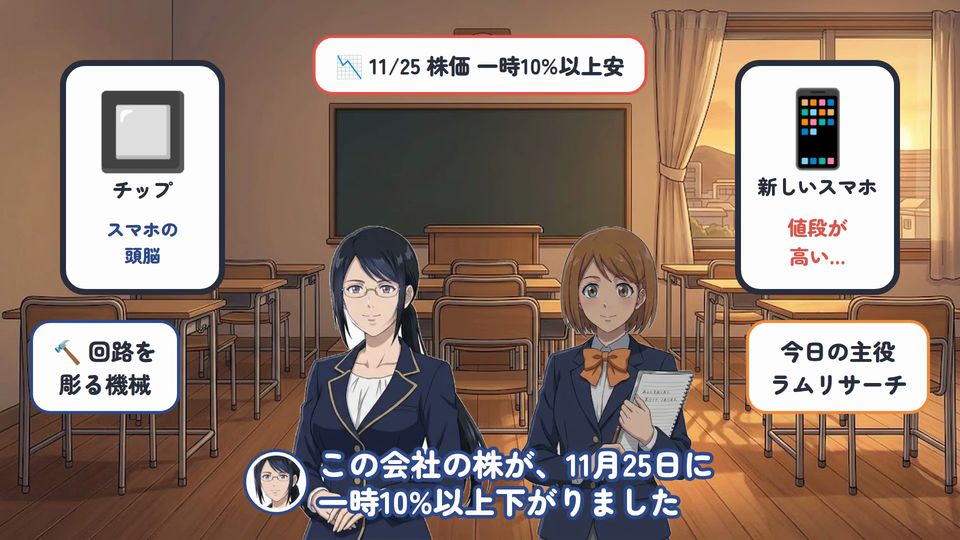 11/25 株価 一時10%以上安
チップ
スマホの
頭脳
新しいスマホ
値段が
高い...
回路を
彫る機械
今日の主役
ラムリサーチ
この会社の株が、11月25日に
一時10%以上下がりました